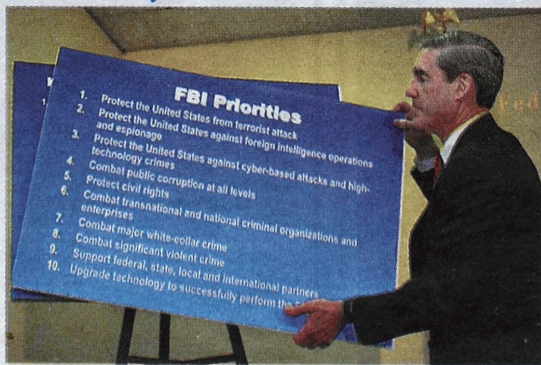 FBI Priorities
1. Protect the United States from terrorist attack
2. Protect the United States against foreign intelligence operations
and espionage
3. Protect the United States against cyber-based attacks and high-
technology crimes
4. Combat public corruption at all levels
5. Protect civil rights
6. Combat transnational and national criminal organizations and
enterprises
7. Combat major white-collar crime
8. Combat significant violent crime
9. Support federal, state, local and international partners
10. Upgrade technology to successfully perform the